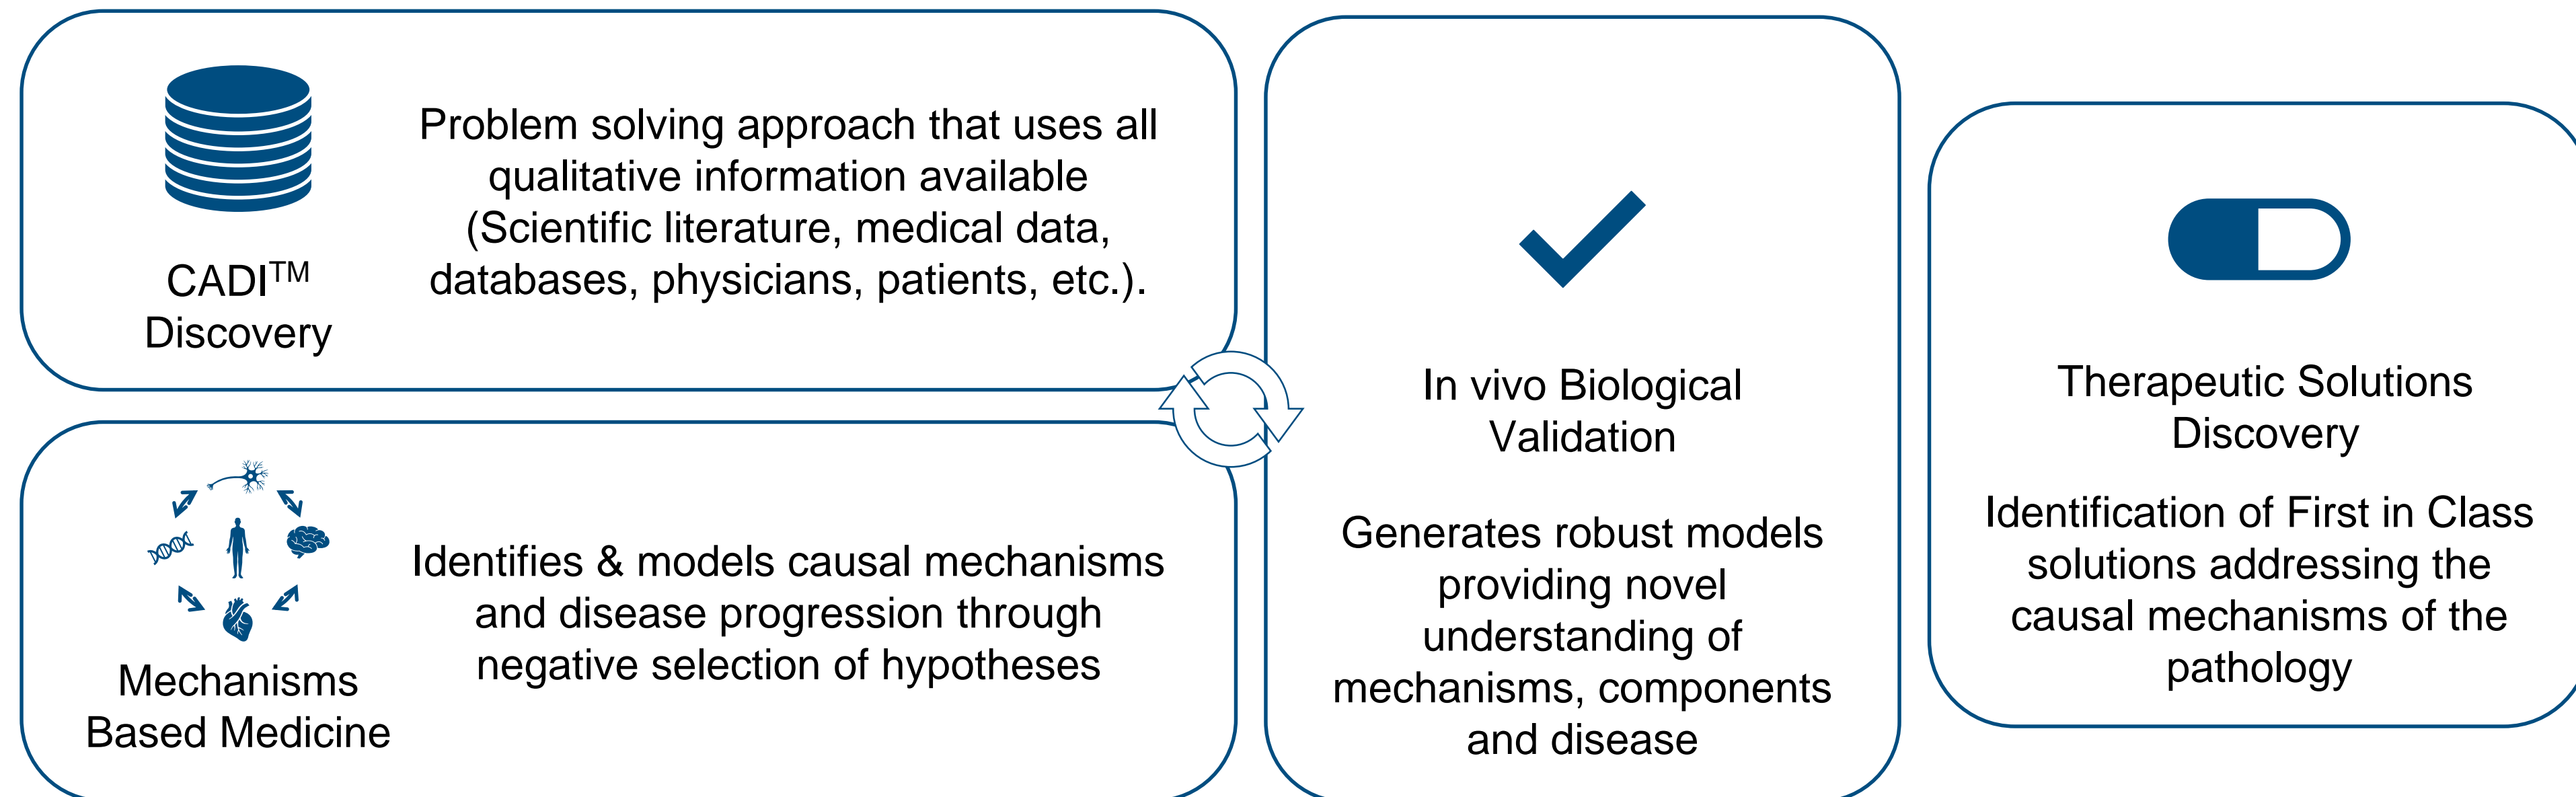 CADI™
Discovery
Problem solving approach that uses all
qualitative information available
(Scientific literature, medical data,
databases, physicians, patients, etc.).
Mechanisms
Based Medicine
Identifies & models causal mechanisms
and disease progression through
negative selection of hypotheses
In vivo Biological
Validation
Generates robust models
providing novel
understanding of
mechanisms, components
and disease
Therapeutic Solutions
Discovery
Identification of First in Class
solutions addressing the
causal mechanisms of the
pathology